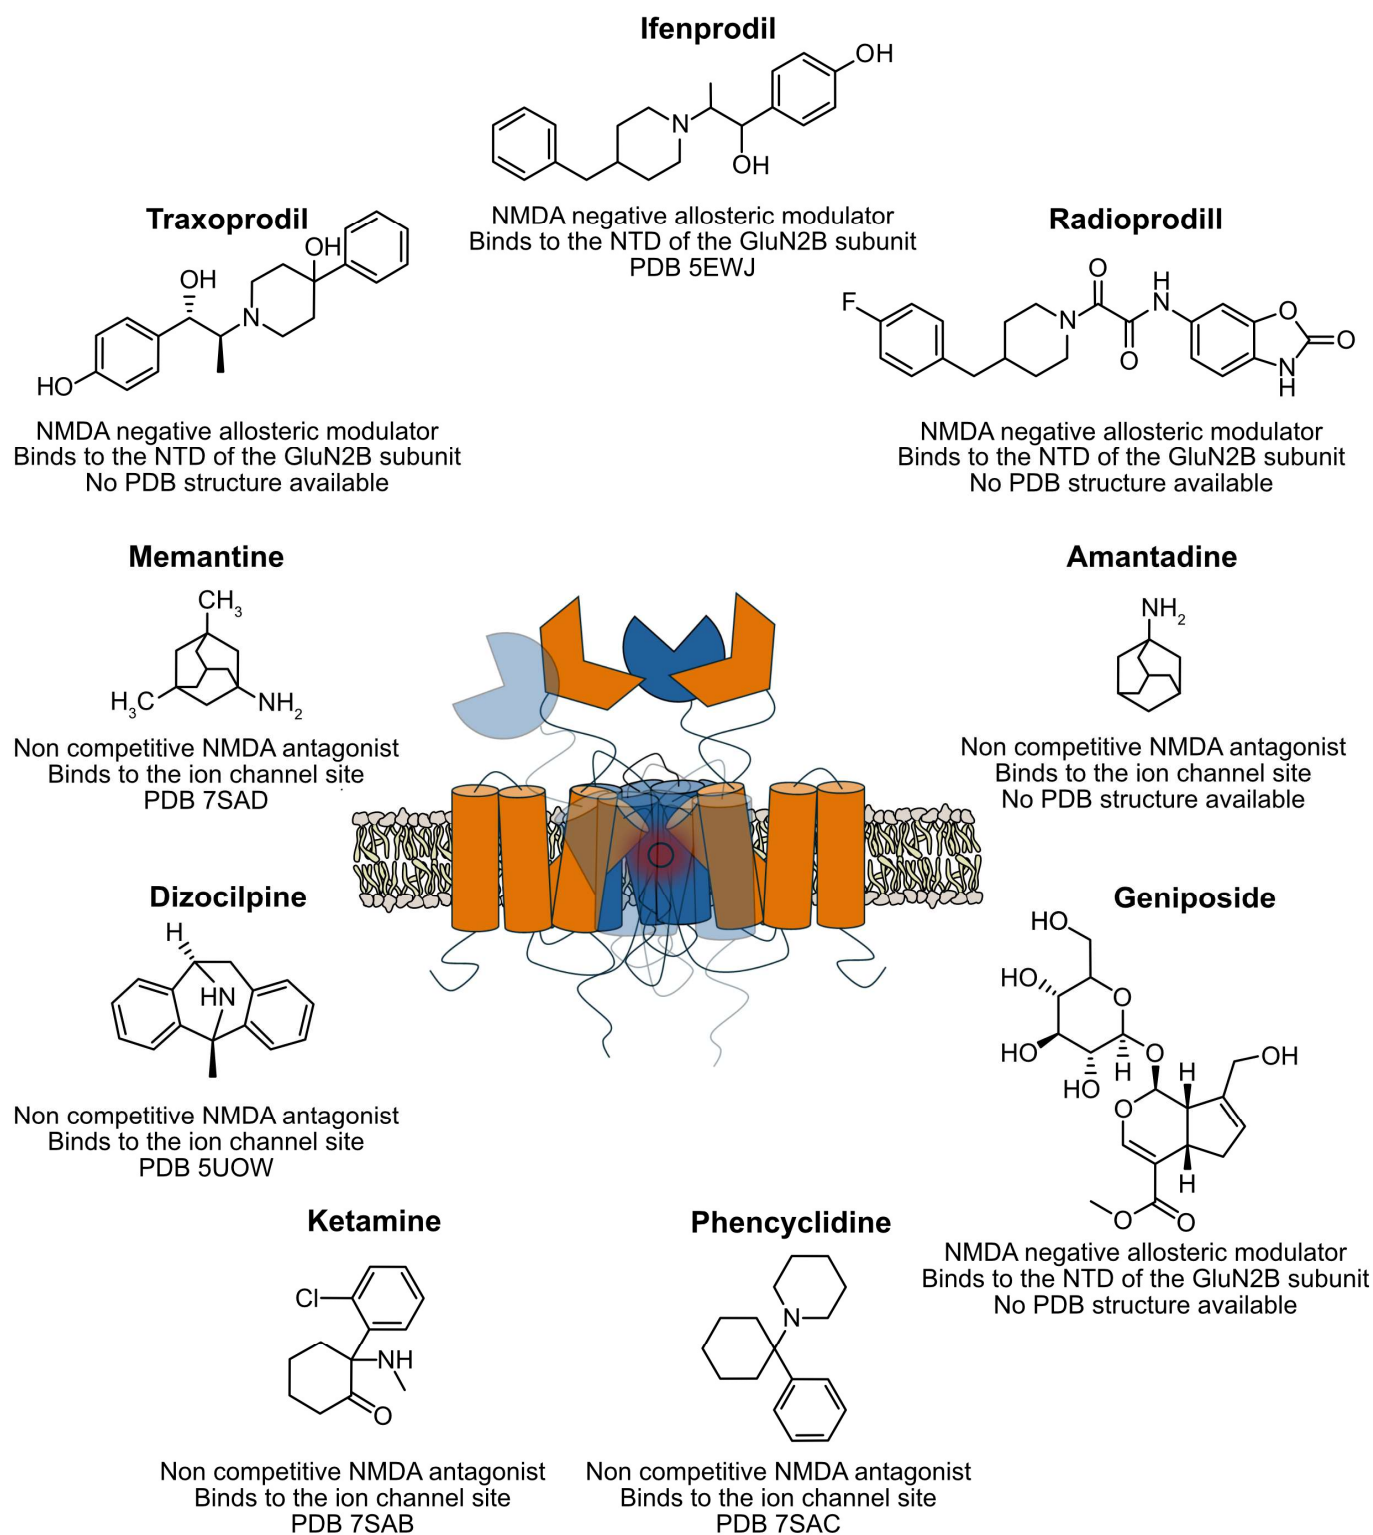 Ifenprodil
OH
N
OH
NMDA negative allosteric modulator
Binds to the NTD of the GluN2B subunit
PDB 5EWJ
Traxoprodil
OH
OH
N
HO
NMDA negative allosteric modulator
Binds to the NTD of the GluN2B subunit
No PDB structure available
Radioprodill
O
H
N
F
N
O
O
O
N
H
NMDA negative allosteric modulator
Binds to the NTD of the GluN2B subunit
No PDB structure available
Memantine
CH3
H3C
NH2
Non competitive NMDA antagonist
Binds to the ion channel site
PDB 7SAD
Amantadine
NH2
Non competitive NMDA antagonist
Binds to the ion channel site
No PDB structure available
Dizocilpine
H
HN
Non competitive NMDA antagonist
Binds to the ion channel site
PDB 5UOW
Geniposide
HO
HO
O
HO
O
H
HO
H
OH
O
H
O
O
NMDA negative allosteric modulator
Binds to the NTD of the GluN2B subunit
No PDB structure available
Ketamine
Cl
NH
O
Non competitive NMDA antagonist
Binds to the ion channel site
PDB 7SAB
Phencyclidine
N
Non competitive NMDA antagonist
Binds to the ion channel site
PDB 7SAC